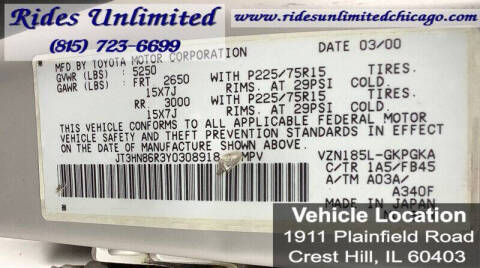 Rides Unlimited
(815) 723-6699
www.ridesunlimitedchicago.com
MFD BY TOYOTA MOTOR CORPORATION DATE 03/00
GVWR (LBS) : 5250
GAWR (LBS) : FRT 2650 WITH P225/75R15 TIRES.
15X7J RIMS. AT 29PSI COLD.
RR. 3000 WITH P225/75R15 TIRES.
15X7J RIMS. AT 29PSI COLD.
THIS VEHICLE CONFORMS TO ALL APPLICABLE FEDERAL MOTOR
VEHICLE SAFETY AND THEFT PREVENTION STANDARDS IN EFFECT
ON THE DATE OF MANUFACTURE SHOWN ABOVE.
JT3HN86R3Y0308918 MPV VZN185L-GKPGKA
C/TR 1A5/FB45
A/TM A03A/
A340F
MADE IN JAPAN
Vehicle Location
1911 Plainfield Road
Crest Hill, IL 60403